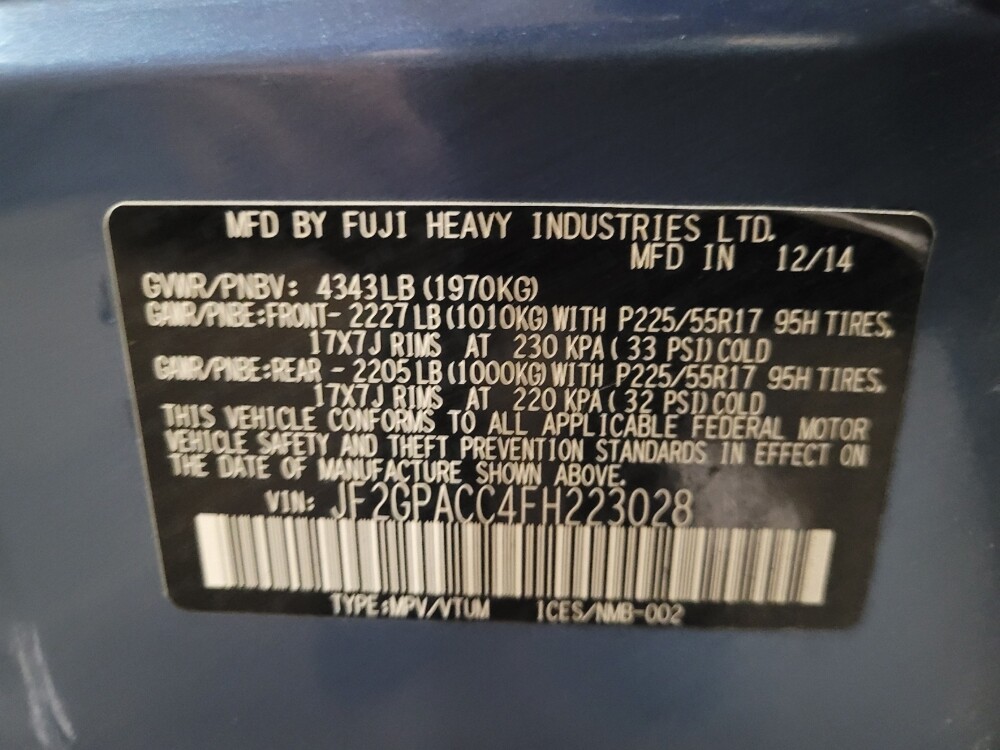 MFD BY FUJI HEAVY INDUSTRIES LTD.
MFD IN 12/14
GVWR/PNBV: 4343LB (1970KG)
GAWR/PNBE:FRONT- 2227LB (1010KG) WITH P225/55R17 95H TIRES,
17X7J RIMS AT 230 KPA ( 33 PSI) COLD
GAWR/PNBE:REAR - 2205LB (1000KG) WITH P225/55R17 95H TIRES,
17X7J RIMS AT 220 KPA ( 32 PSI) COLD
THIS VEHICLE CONFORMS TO ALL APPLICABLE FEDERAL MOTOR
VEHICLE SAFETY AND THEFT PREVENTION STANDARDS IN EFFECT ON
THE DATE OF MANUFACTURE SHOWN ABOVE.
VIN: JF2GPACC4FH223028
TYPE:MPV/VTUM ICES/NMB-002